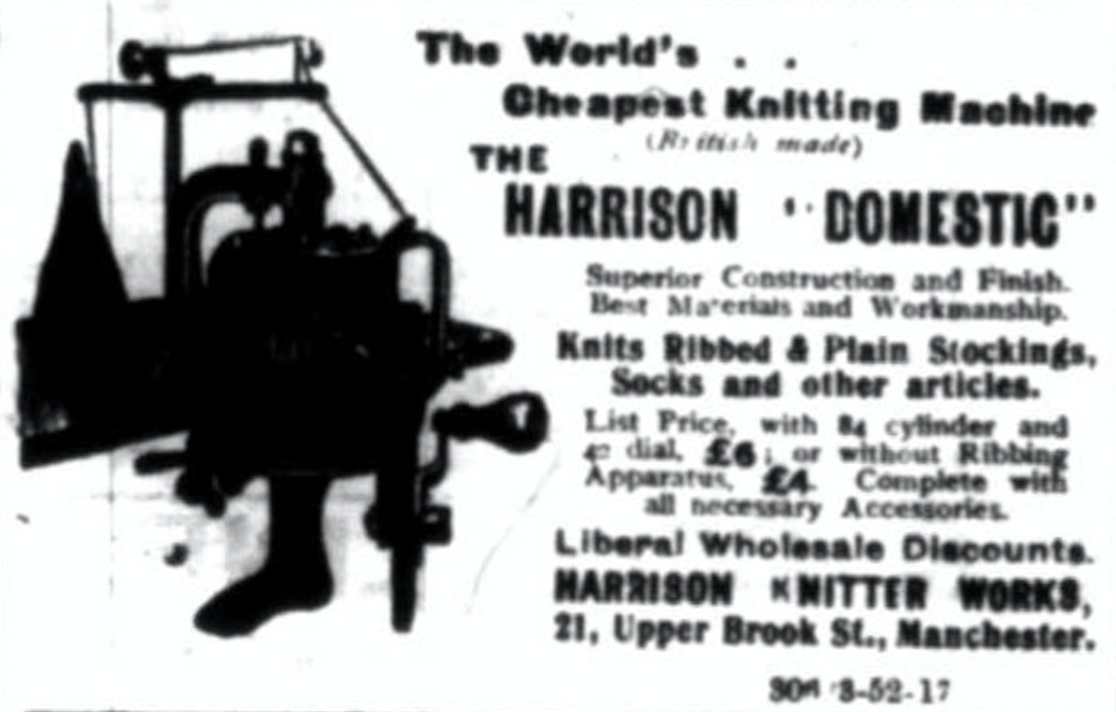 The World's . .
Cheapest Knitting Machine
(British made)
THE
HARRISON "DOMESTIC"
Superior Construction and Finish.
Best Materials and Workmanship.
Knits Ribbed & Plain Stockings,
Socks and other articles.
List Price, with 84 cylinder and
dial, £6; or without Ribbing
Apparatus, £4. Complete with
all necessary Accessories.
Liberal Wholesale Discounts.
HARRISON KNITTER WORKS,
21, Upper Brook St., Manchester.
-52-17